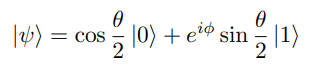 |ψ⟩ = cos θ/2 |0⟩ + e^{iϕ} sin θ/2 |1⟩